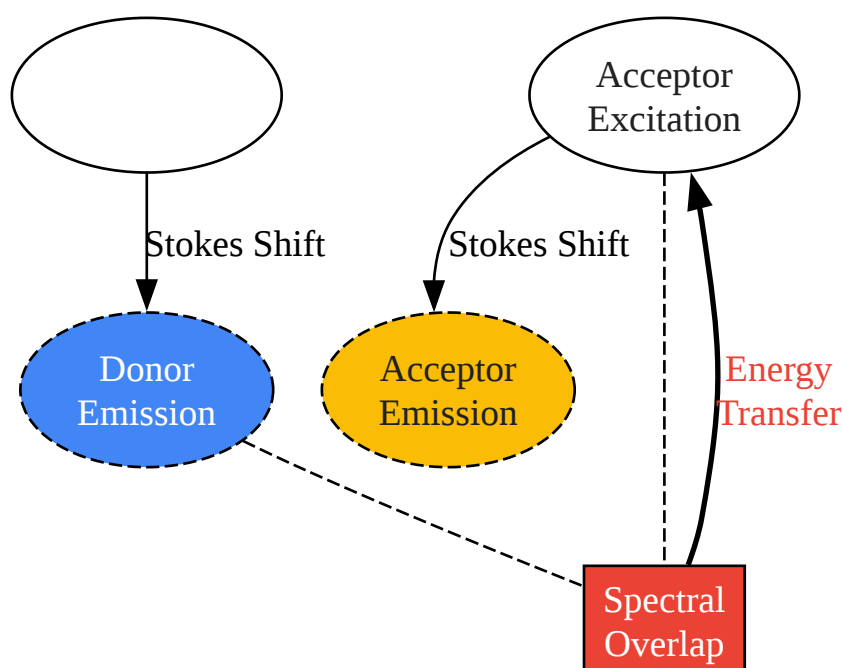 Acceptor
Excitation
Stokes Shift
Stokes Shift
Donor
Emission
Acceptor
Emission
Energy
Transfer
Spectral
Overlap